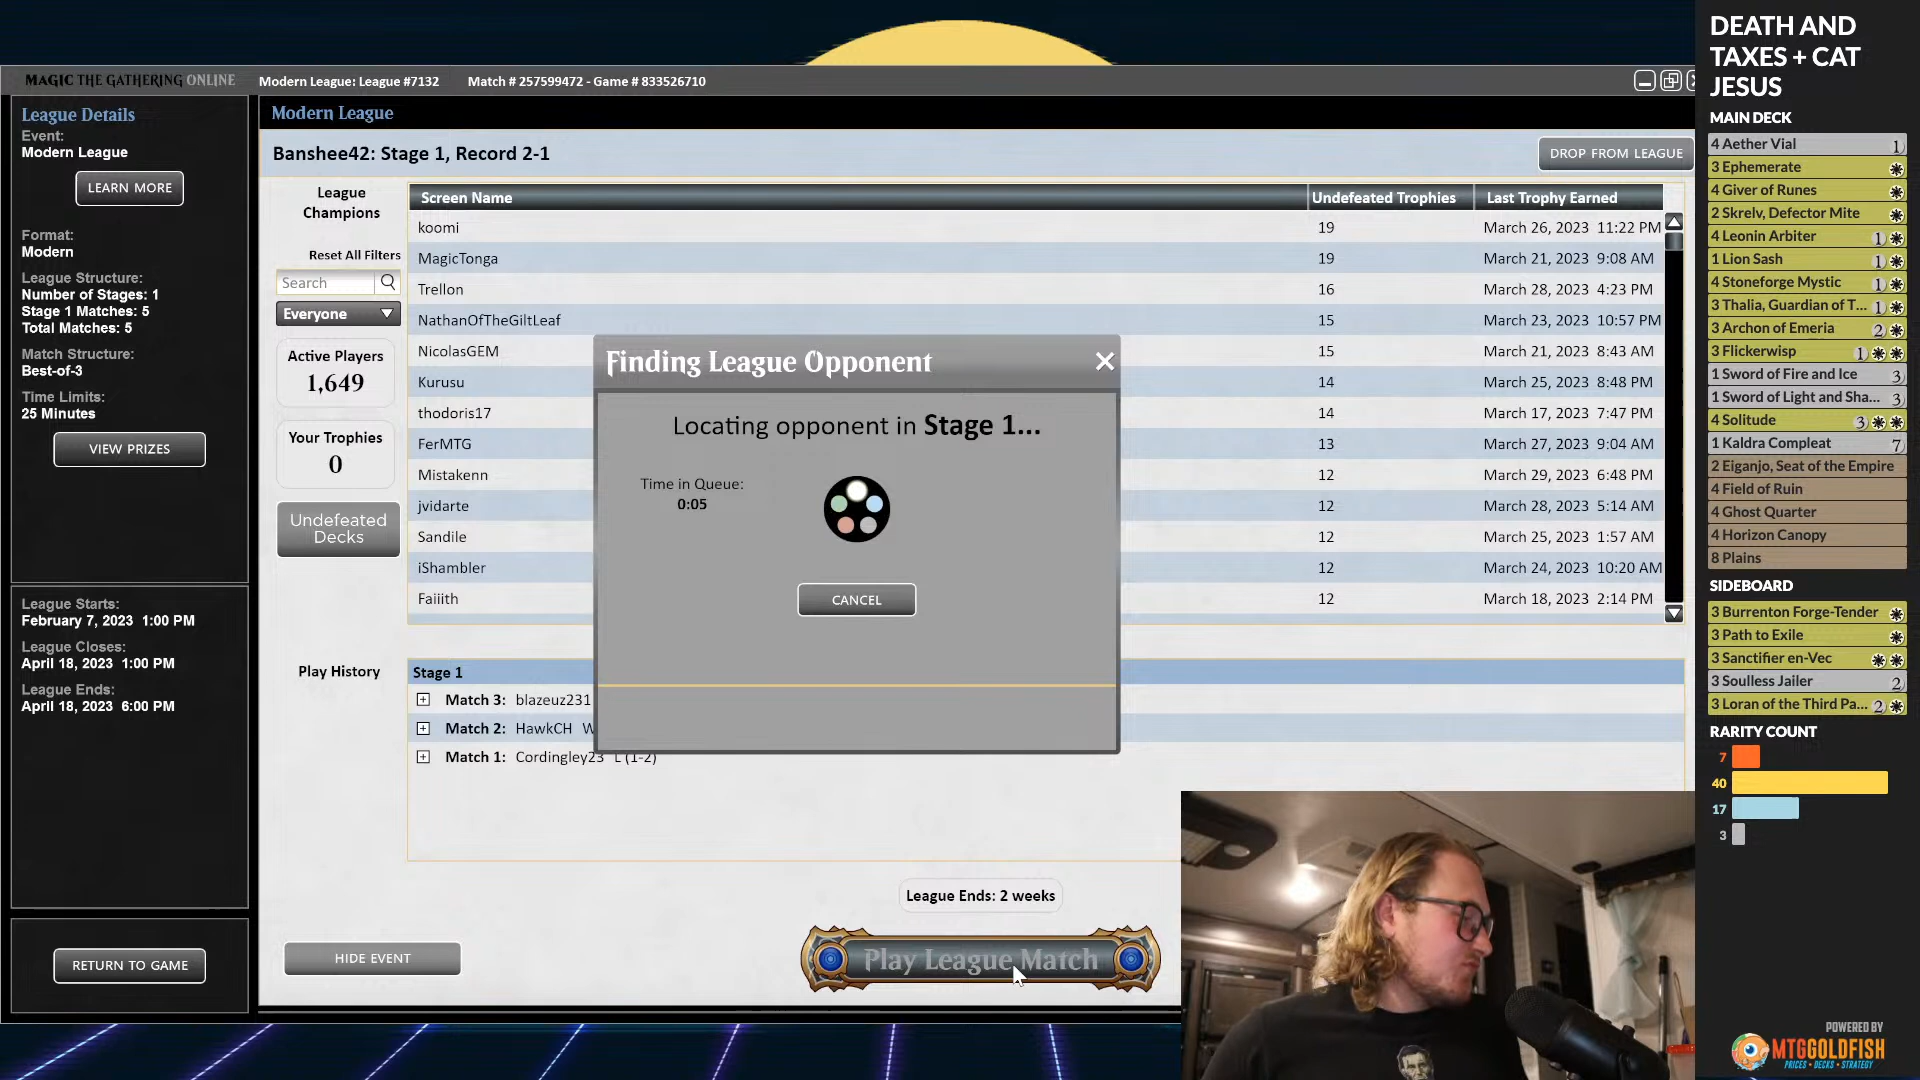 MAGIC THE GATHERING ONLINE
Modern League: League #7132
Match # 257599472 - Game # 833526710
League Details
Event:
Modern League
LEARN MORE
Format:
Modern
League Structure:
Number of Stages: 1
Stage 1 Matches: 5
Total Matches: 5
Match Structure:
Best-of-3
Time Limits:
25 Minutes
VIEW PRIZES
League Starts:
February 7, 2023 1:00 PM
League Closes:
April 18, 2023 1:00 PM
League Ends:
April 18, 2023 6:00 PM
RETURN TO GAME
Modern League
Banshee42: Stage 1, Record 2-1
DROP FROM LEAGUE
League
Champions
Reset All Filters
Search
Everyone
Active Players
1,649
Your Trophies
0
Undefeated
Decks
Screen Name Undefeated Trophies Last Trophy Earned
koomi 19 March 26, 2023 11:22 PM
MagicTonga 19 March 21, 2023 9:08 AM
Trellon 16 March 28, 2023 4:23 PM
NathanOfTheGiltLeaf 15 March 23, 2023 10:57 PM
NicolasGEM 15 March 21, 2023 8:43 AM
Kurusu 14 March 25, 2023 8:48 PM
thodoris17 14 March 17, 2023 7:47 PM
FerMTG 13 March 27, 2023 9:04 AM
Mistakenn 12 March 29, 2023 6:48 PM
jvidarte 12 March 28, 2023 5:14 AM
Sandile 12 March 25, 2023 1:57 AM
iShambler 12 March 24, 2023 10:20 AM
Faiiith 12 March 18, 2023 2:14 PM
Finding League Opponent
Locating opponent in Stage 1...
Time in Queue:
0:05
CANCEL
Play History
Stage 1
Match 3: blazeuz231
Match 2: HawkCH W
Match 1: Cordingley23 L (1-2)
League Ends: 2 weeks
HIDE EVENT
Play League Match
DEATH AND
TAXES + CAT
JESUS
MAIN DECK
4 Aether Vial 1
3 Ephemerate
4 Giver of Runes
2 Skrelv, Defector Mite
4 Leonin Arbiter 1
1 Lion Sash 1
4 Stoneforge Mystic 1
3 Thalia, Guardian of T... 1
3 Archon of Emeria 2
3 Flickerwisp 1
1 Sword of Fire and Ice 3
1 Sword of Light and Sha... 3
4 Solitude 3
1 Kaldra Compleat 7
2 Eiganjo, Seat of the Empire
4 Field of Ruin
4 Ghost Quarter
4 Horizon Canopy
8 Plains
SIDEBOARD
3 Burrenton Forge-Tender
3 Path to Exile
3 Sanctifier en-Vec
3 Soulless Jailer 2
3 Loran of the Third Pa... 2
RARITY COUNT
7
40
17
3
POWERED BY
MTGGOLDFISH
PRICES • DECKS • STRATEGY